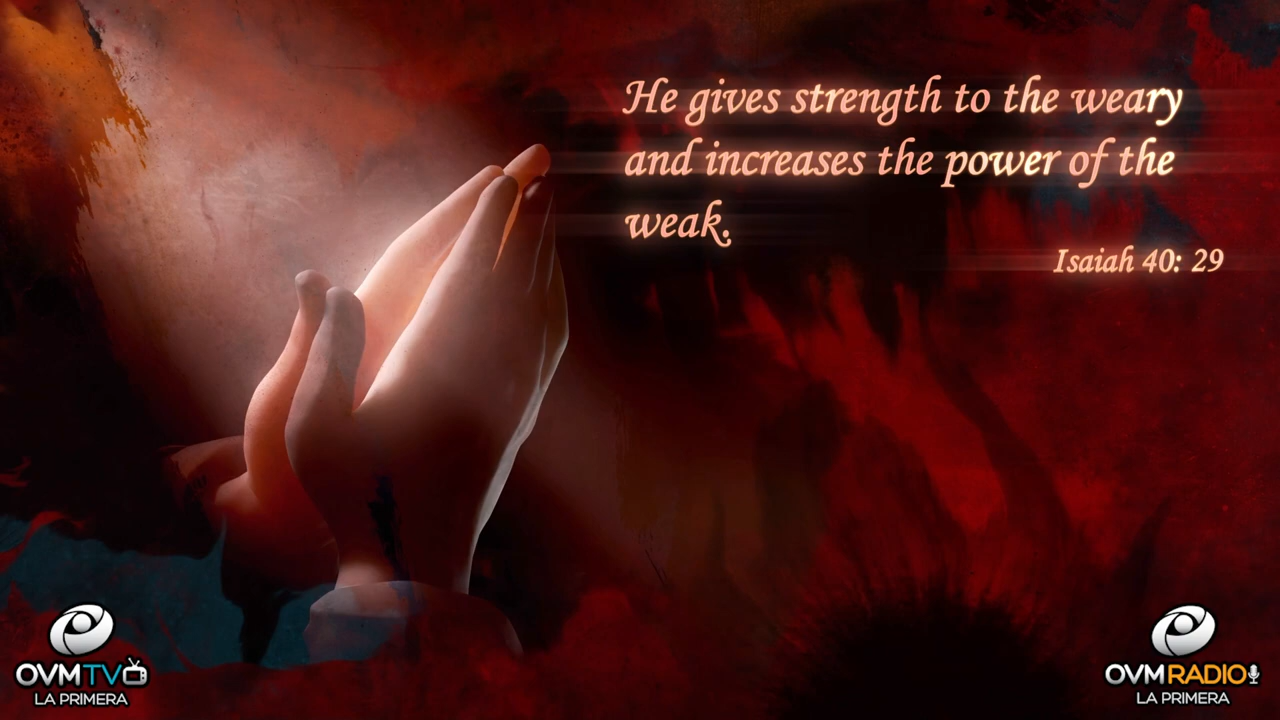 He gives strength to the weary
and increases the power of the
weak.
Isaiah 40: 29
OVMTV
LA PRIMERA
OVMRADIO
LA PRIMERA